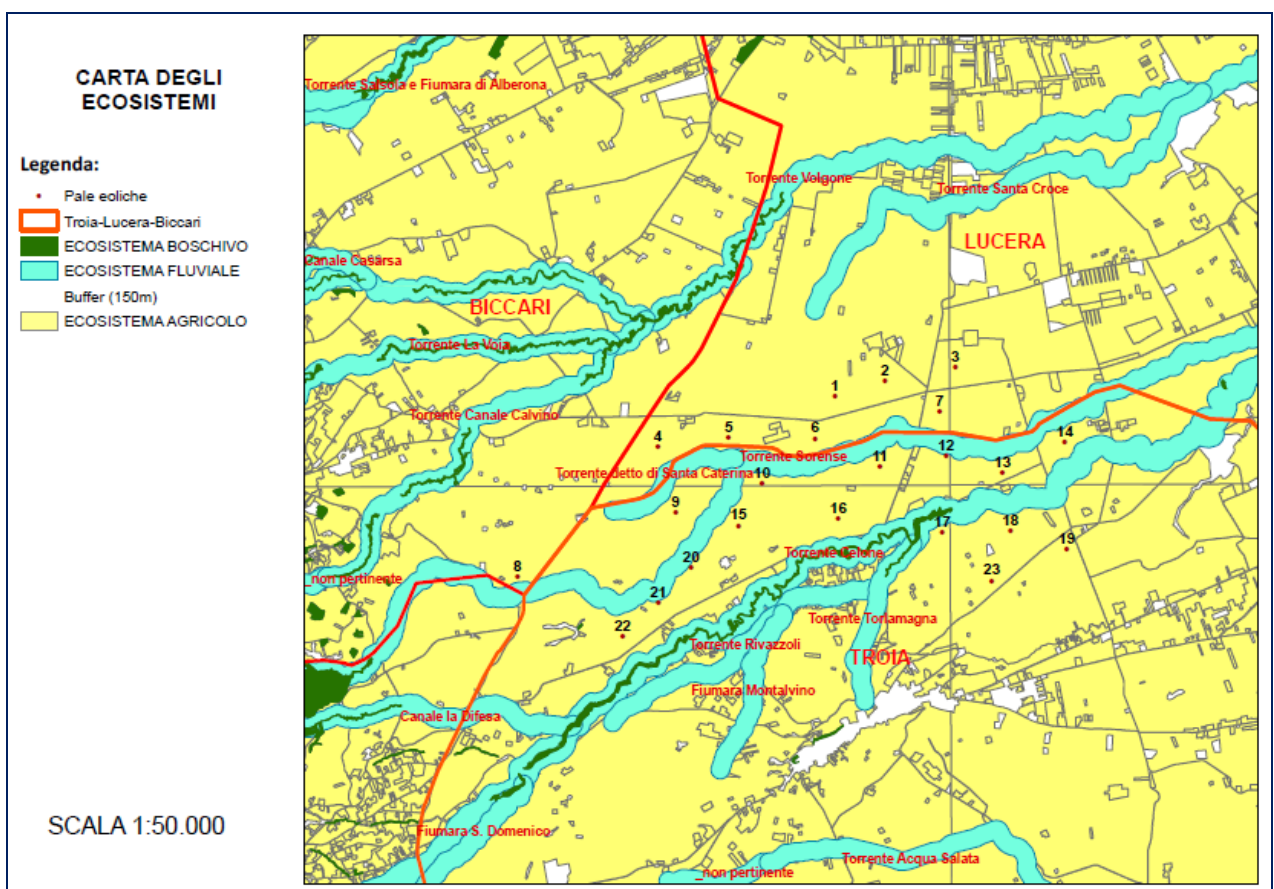 CARTA DEGLI
ECOSISTEMI
Legenda:
Pale eoliche
Troia-Lucera-Biccari
ECOSISTEMA BOSCHIVO
ECOSISTEMA FLUVIALE
Buffer (150m)
ECOSISTEMA AGRICOLO
SCALA 1:50.000
Torrente Salsola e Fiumara di Alberona
Torrente Volgone
Torrente Santa Croce
LUCERA
Canale Casarsa
BICCARI
Torrente La Voia
3
2
1
7
Torrente Canale Calvino
4
5
6
14
Torrente Sorense
12
11
13
Torrente detto di Santa Caterina
10
9
15
16
17
18
19
Torrente Celone
8
20
23
_non pertinente
21
22
Torrente Torlamagna
Torrente Rivazzoli
TROIA
Fiumara Montalvino
Canale la Difesa
Fiumara S. Domenico
Torrente Acqua Salata
_non pertinente